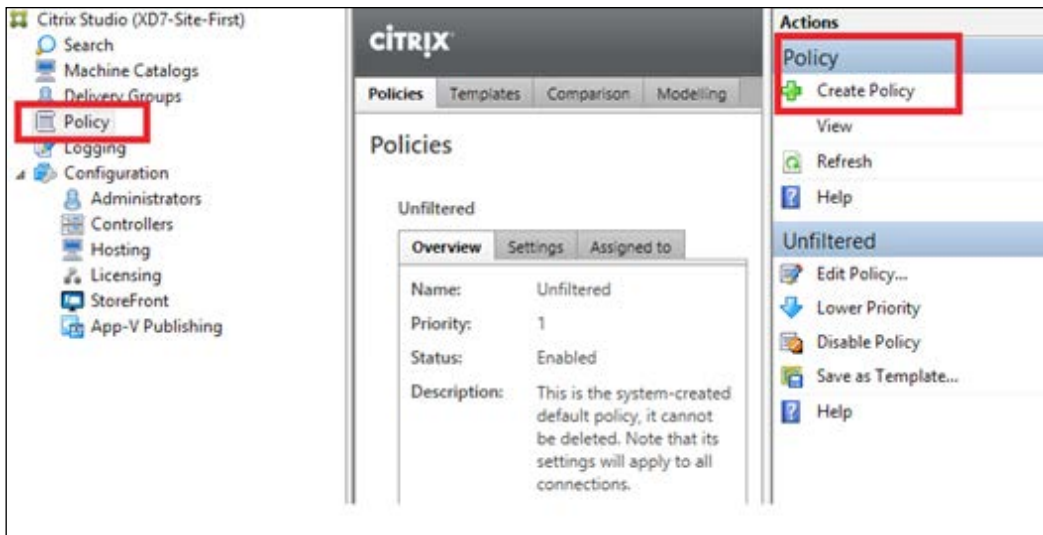 Citrix Studio (XD7-Site-First)
Search
Machine Catalogs
Delivery Groups
Policy
Logging
Configuration
Administrators
Controllers
Hosting
Licensing
StoreFront
App-V Publishing
CİTRIX
Policies Templates Comparison Modelling
Policies
Unfiltered
Overview Settings Assigned to
Name: Unfiltered
Priority: 1
Status: Enabled
Description: This is the system-created
default policy, it cannot
be deleted. Note that its
settings will apply to all
connections.
Actions
Policy
Create Policy
View
Refresh
Help
Unfiltered
Edit Policy...
Lower Priority
Disable Policy
Save as Template...
Help